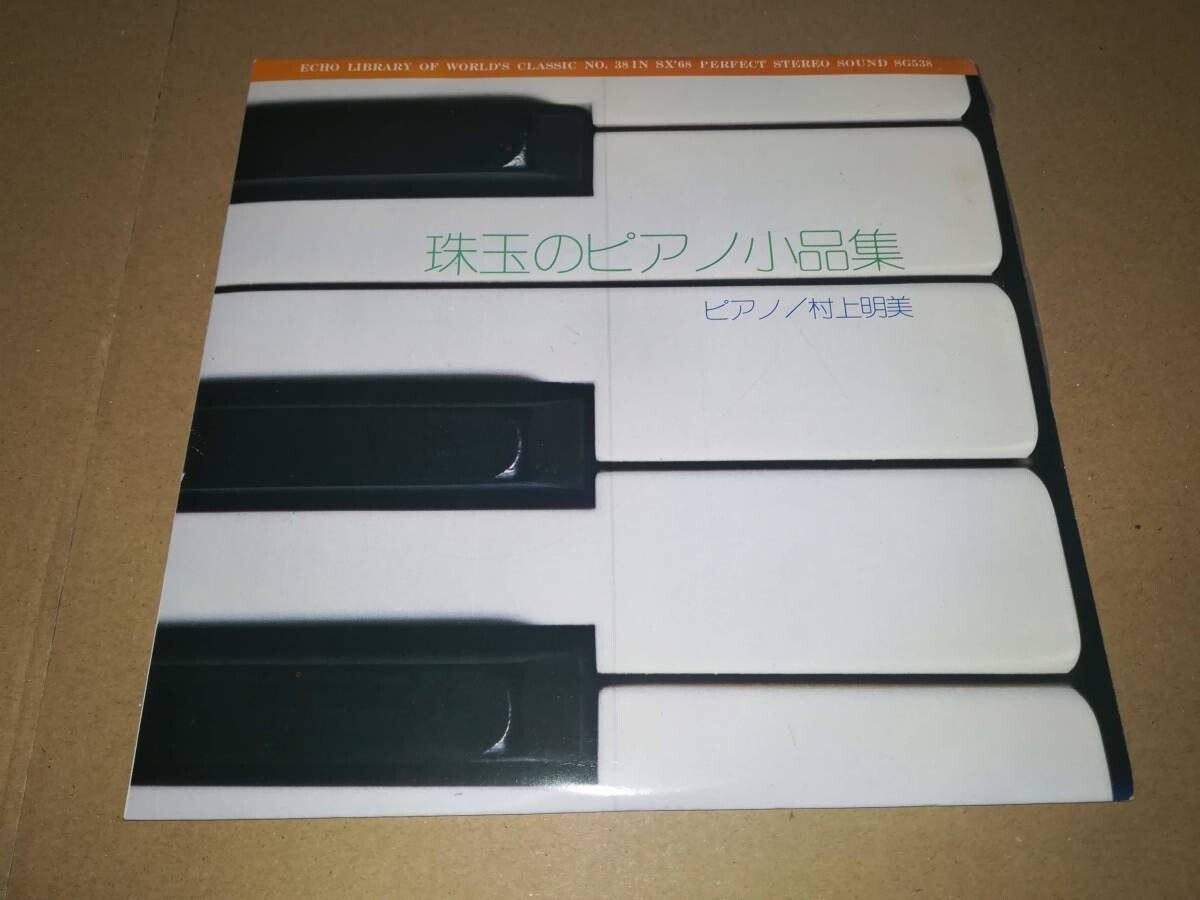 ECHO LIBRARY OF WORLD'S CLASSIC NO. 38 IN SX'68 PERFECT STEREO SOUND SG538
珠玉のピアノ小品集
ピアノ/村上明美